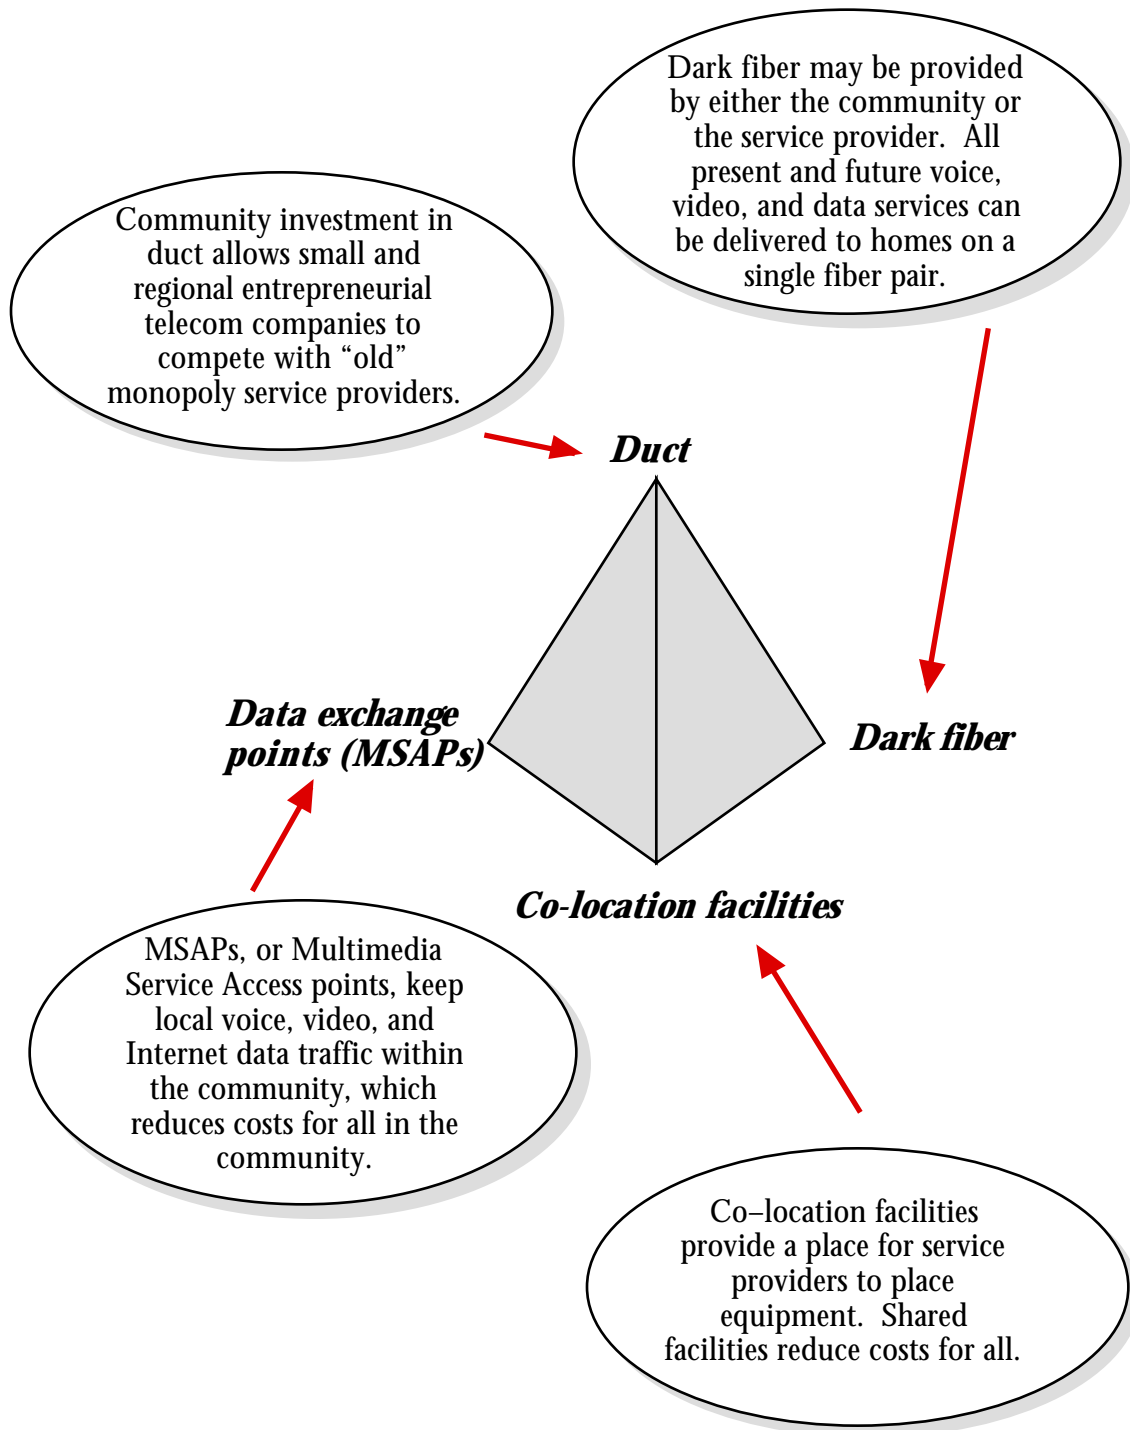 Dark fiber may be provided
by either the community or
the service provider.  All
present and future voice,
video, and data services can
be delivered to homes on a
single fiber pair.
Community investment in
duct allows small and
regional entrepreneurial
telecom companies to
compete with “old”
monopoly service providers.
Duct
Data exchange
points (MSAPs)
Dark fiber
Co-location facilities
MSAPs, or Multimedia
Service Access points, keep
local voice, video, and
Internet data traffic within
the community, which
reduces costs for all in the
community.
Co–location facilities
provide a place for service
providers to place
equipment.  Shared
facilities reduce costs for all.